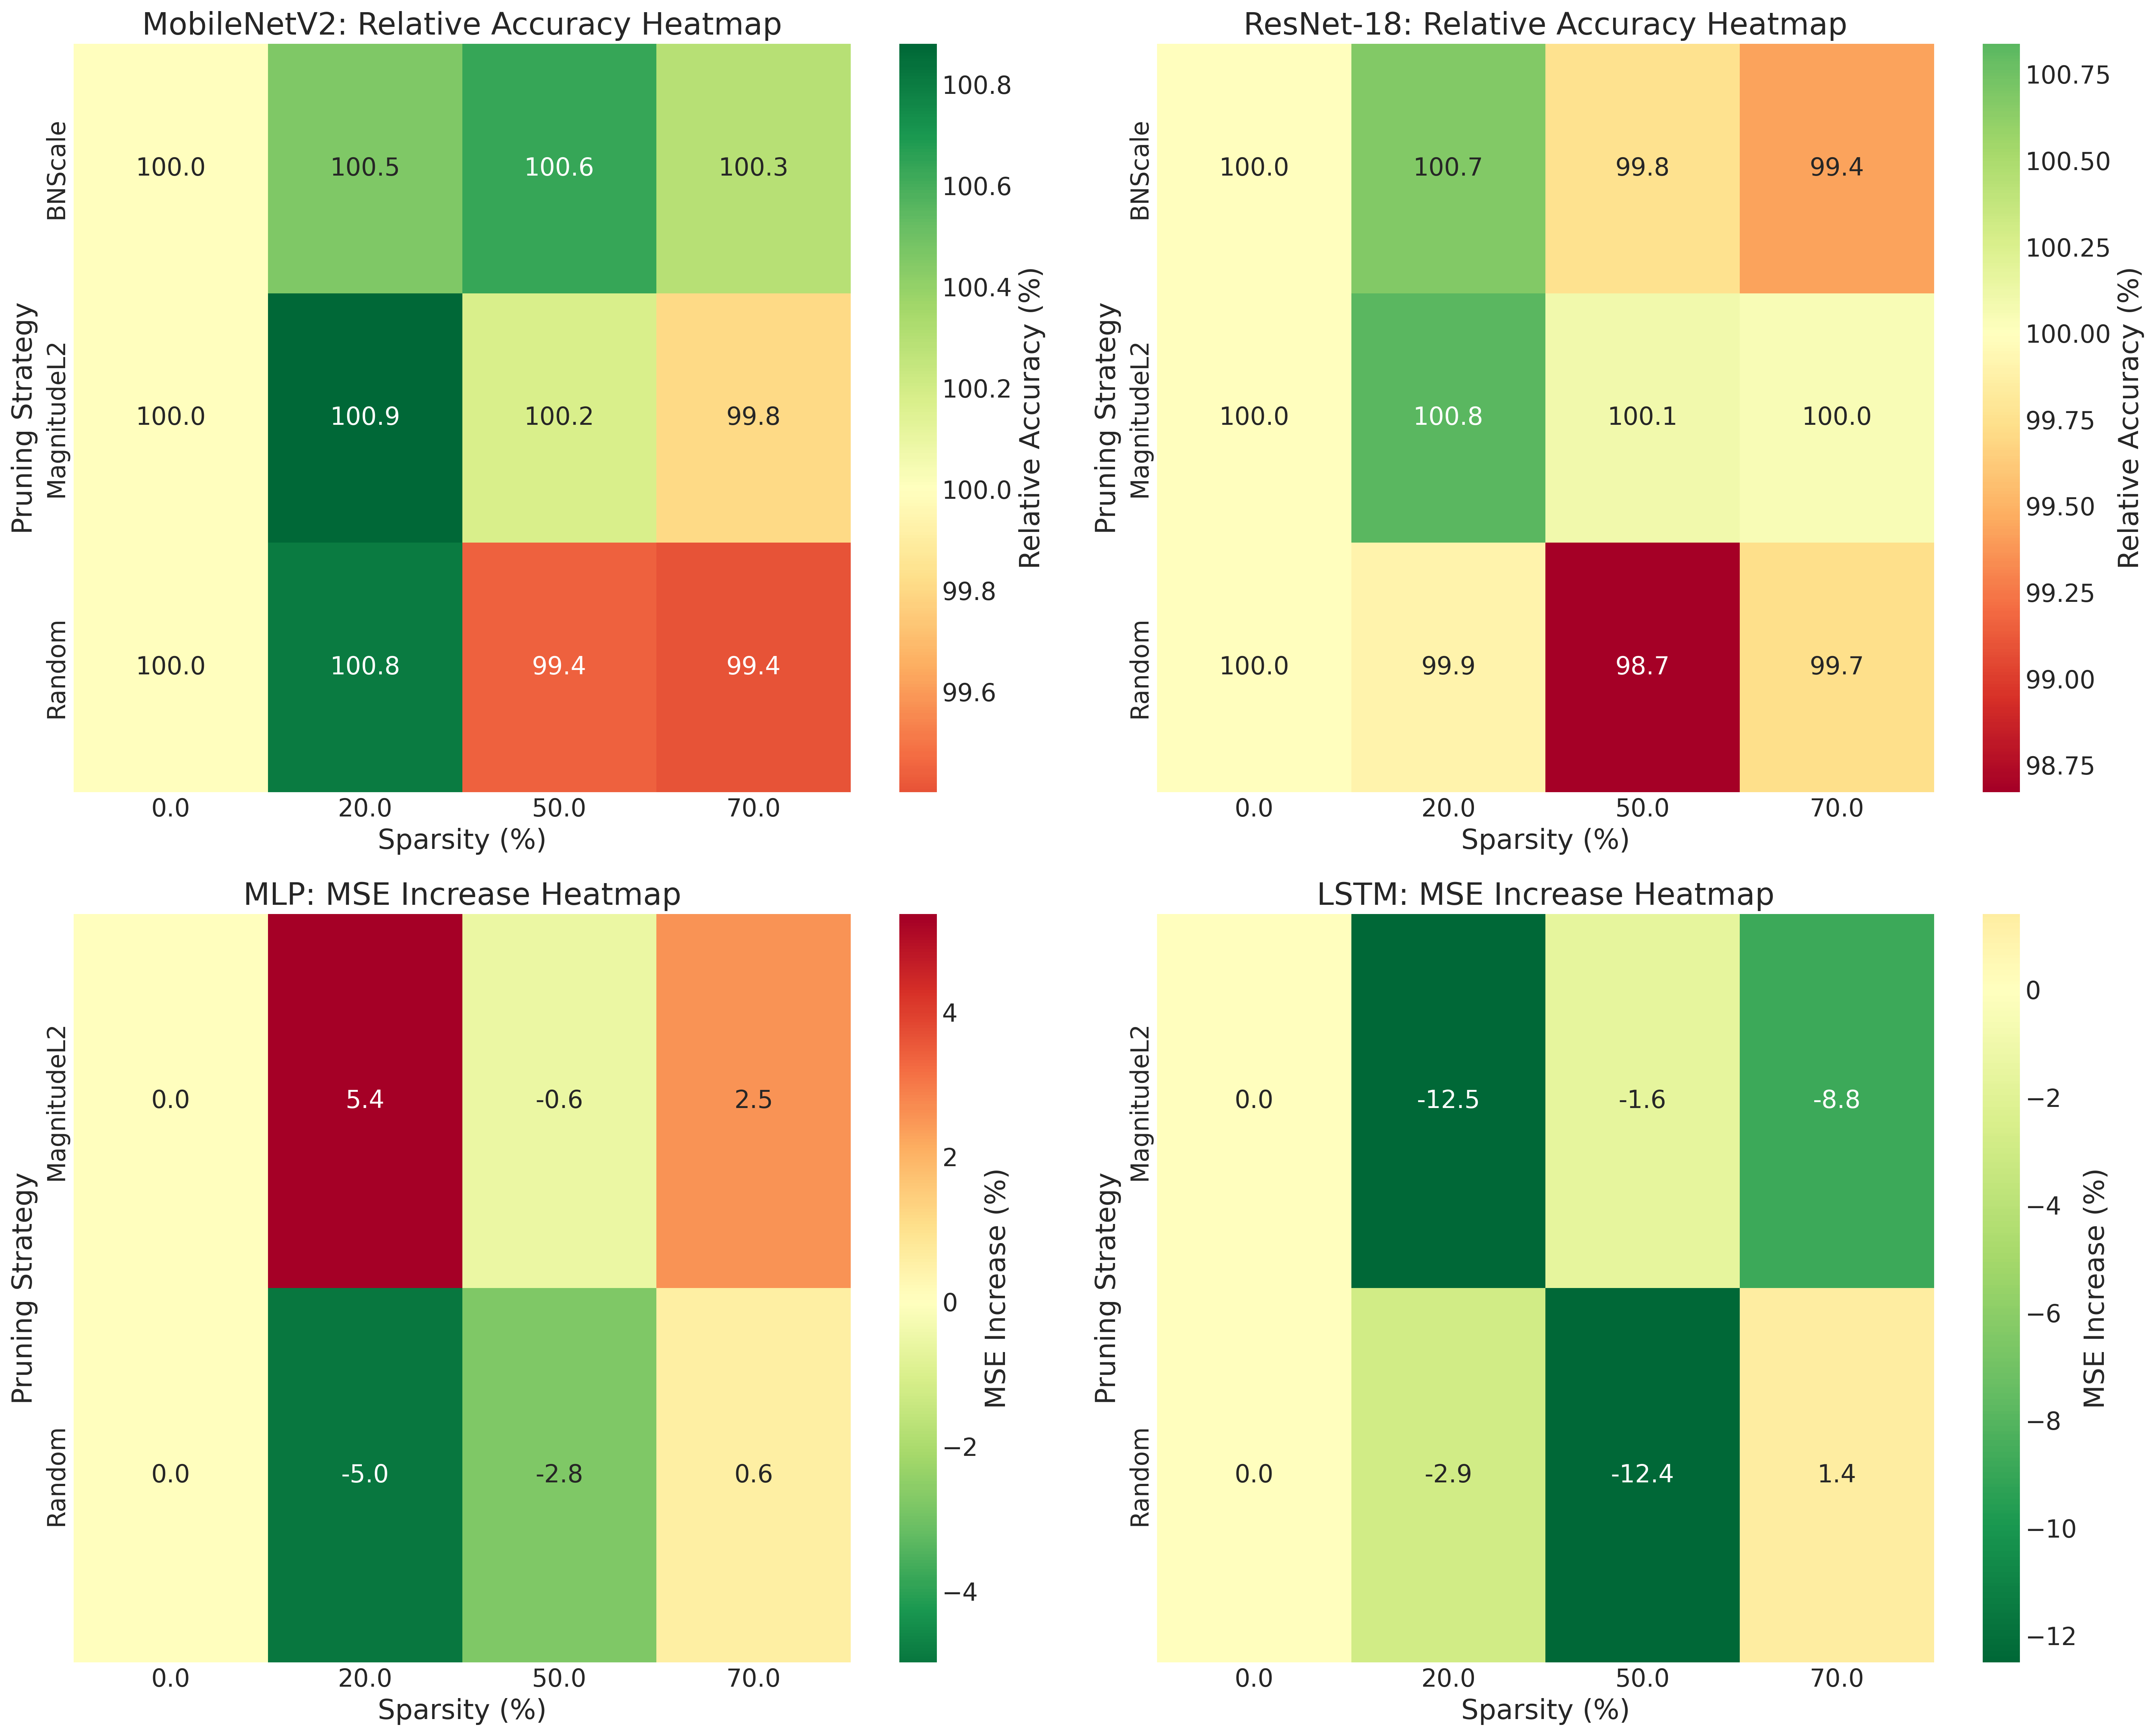 MobileNetV2: Relative Accuracy Heatmap
Pruning Strategy
BNScale
100.0 100.5 100.6 100.3
MagnitudeL2
100.0 100.9 100.2 99.8
Random
100.0 100.8 99.4 99.4
0.0 20.0 50.0 70.0
Sparsity (%)
100.8
100.6
100.4
100.2
100.0
99.8
99.6
Relative Accuracy (%)
ResNet-18: Relative Accuracy Heatmap
Pruning Strategy
BNScale
100.0 100.7 99.8 99.4
MagnitudeL2
100.0 100.8 100.1 100.0
Random
100.0 99.9 98.7 99.7
0.0 20.0 50.0 70.0
Sparsity (%)
100.75
100.50
100.25
100.00
99.75
99.50
99.25
99.00
98.75
Relative Accuracy (%)
MLP: MSE Increase Heatmap
Pruning Strategy
MagnitudeL2
0.0 5.4 -0.6 2.5
Random
0.0 -5.0 -2.8 0.6
0.0 20.0 50.0 70.0
Sparsity (%)
4
2
0
−2
−4
MSE Increase (%)
LSTM: MSE Increase Heatmap
Pruning Strategy
MagnitudeL2
0.0 -12.5 -1.6 -8.8
Random
0.0 -2.9 -12.4 1.4
0.0 20.0 50.0 70.0
Sparsity (%)
0
−2
−4
−6
−8
−10
−12
MSE Increase (%)